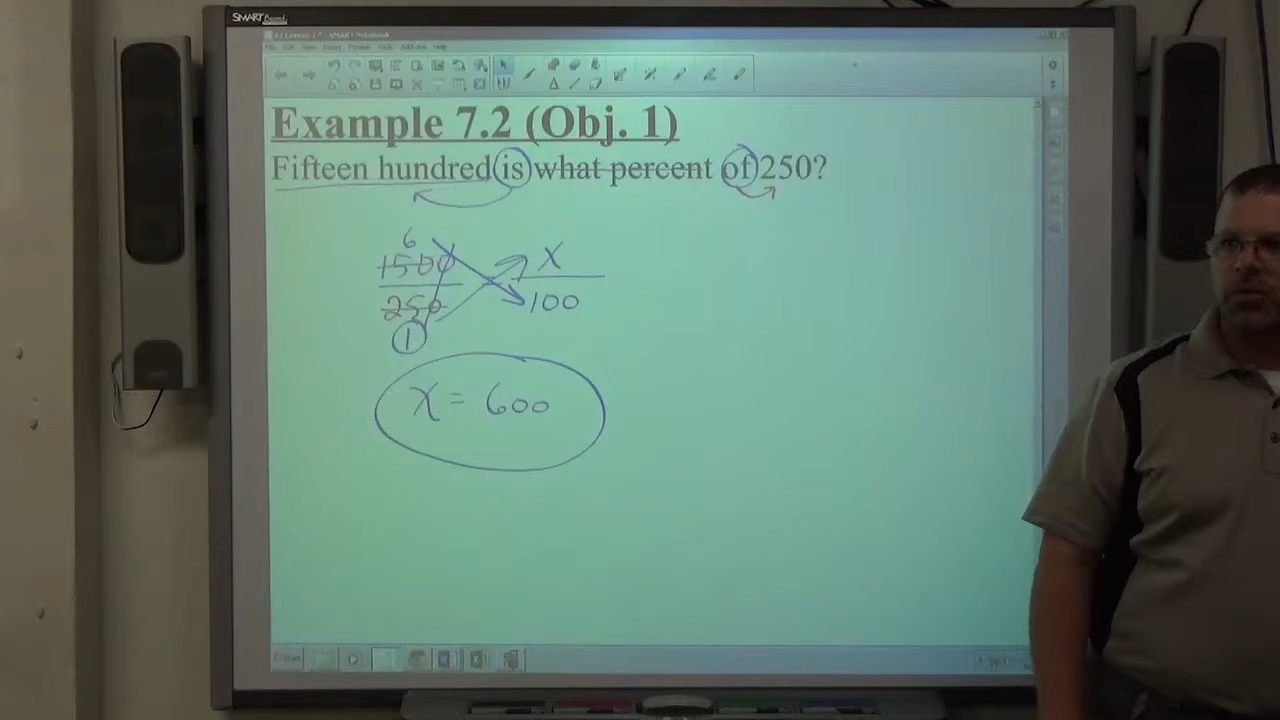 SMART Board
Example 7.2 (Obj. 1)
Fifteen hundred is what percent of 250?
6
1500 X
250 100
1
X = 600